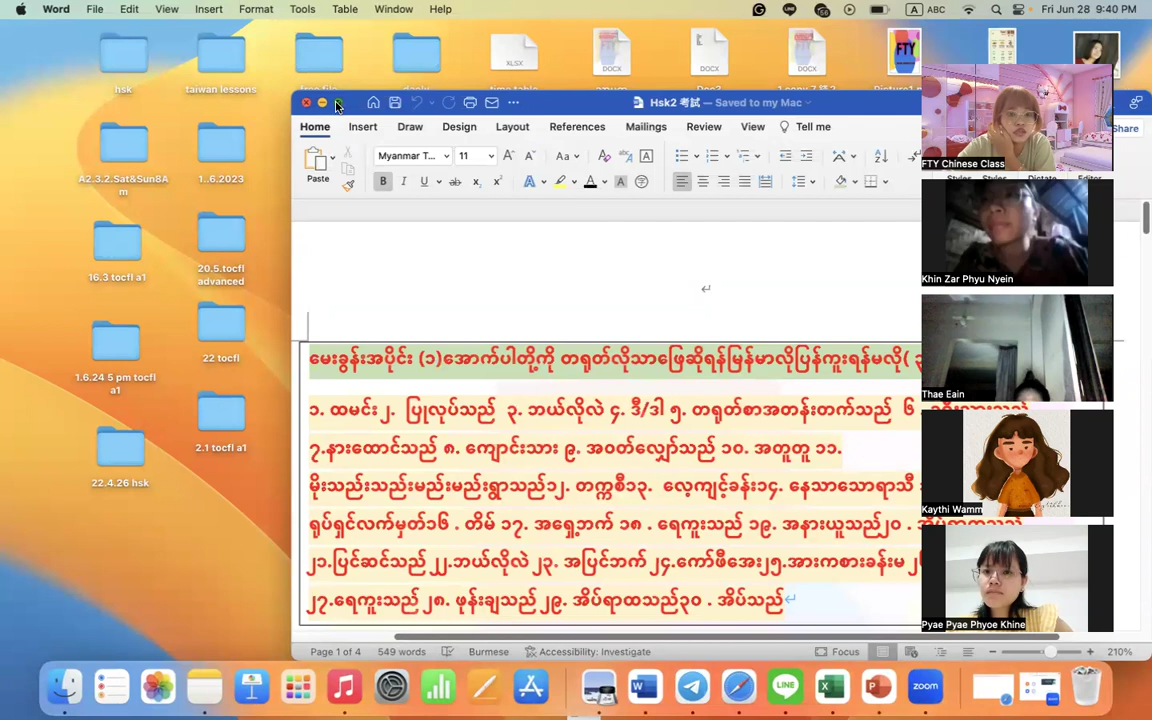 Word File Edit View Insert Format Tools Table Window Help
ABC Fri Jun 28 9:40 PM
hsk
taiwan lessons
XLSX
DOCX
DOCX
DOCX
FTY
A2.3.2.Sat&Sun8A
m
1..6.2023
16.3 tocfl a1
20.5.tocfl
advanced
1.6.24 5 pm tocfl
a1
22 tocfl
22.4.26 hsk
2.1 tocfl a1
Hsk2 考試 — Saved to my Mac
Home Insert Draw Design Layout References Mailings Review View Tell me
Share
Paste
Myanmar T... 11
မေးခွန်းအပိုင်း (၁)အောက်ပါတို့ကို တရုတ်လိုသာဖြေဆိုရန်မြန်မာလိုပြန်ကူးရန်မလို(
၁. ထမင်း၂. ပြုလုပ်သည် ၃. ဘယ်လိုလဲ ၄. ဒီ/ဒါ ၅. တရုတ်စာအတန်းတက်သည် ၆
၇.နားထောင်သည် ၈. ကျောင်းသား ၉. အဝတ်လျှော်သည် ၁၀. အတူတူ ၁၁.
မိုးသည်းသည်းမည်းမည်းရွာသည်၁၂. တက္ကစီ၁၃. လေ့ကျင့်ခန်း၁၄. နေသာသောရာသီ
ရုပ်ရှင်လက်မှတ်၁၆ . တိမ် ၁၇. အရှေ့ဘက် ၁၈ . ရေကူးသည် ၁၉. အနားယူသည်၂၀ .
၂၁.ပြင်ဆင်သည်၂၂.ဘယ်လိုလဲ၂၃. အပြင်ဘက်၂၄.ကော်ဖီအေး၂၅.အားကစားခန်းမ၂
၂၇.ရေကူးသည်၂၈. ဖုန်းချသည်၂၉. အိပ်ရာထသည်၃၀ . အိပ်သည်
FTY Chinese Class
Khin Zar Phyu Nyein
Thae Eain
Kaythi Wamm
Pyae Pyae Phyoe Khine
Page 1 of 4 549 words Burmese Accessibility: Investigate Focus 210%
zoom